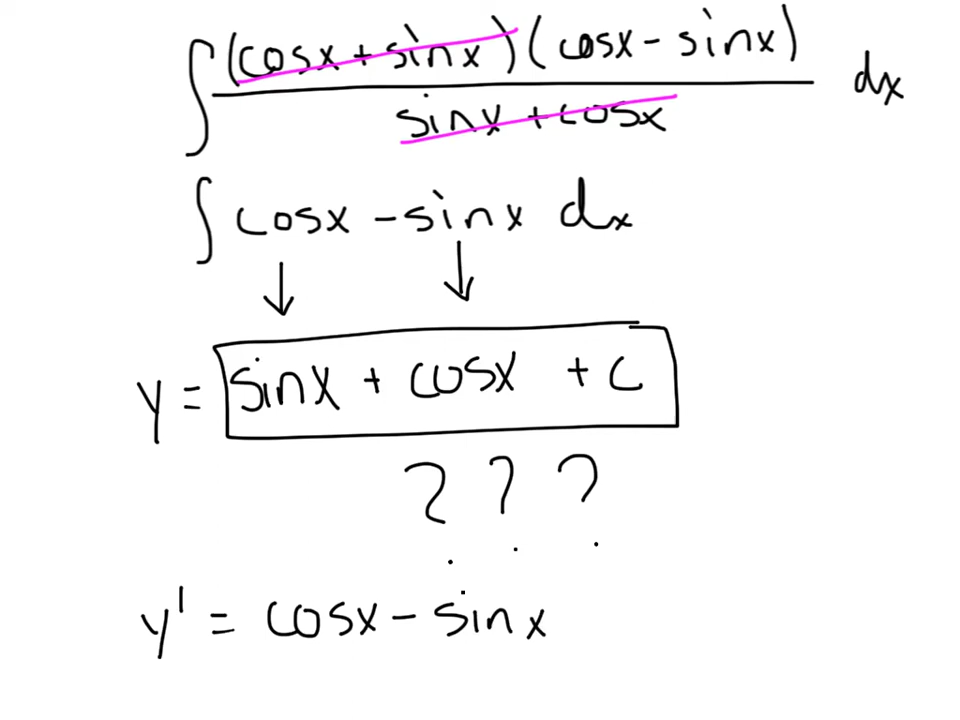 ∫ (cosx + sinx)(cosx - sinx) / sinx + cosx dx
∫ cosx - sinx dx
↓ ↓
y = sinx + cosx + c
? ? ?
y' = cosx - sinx